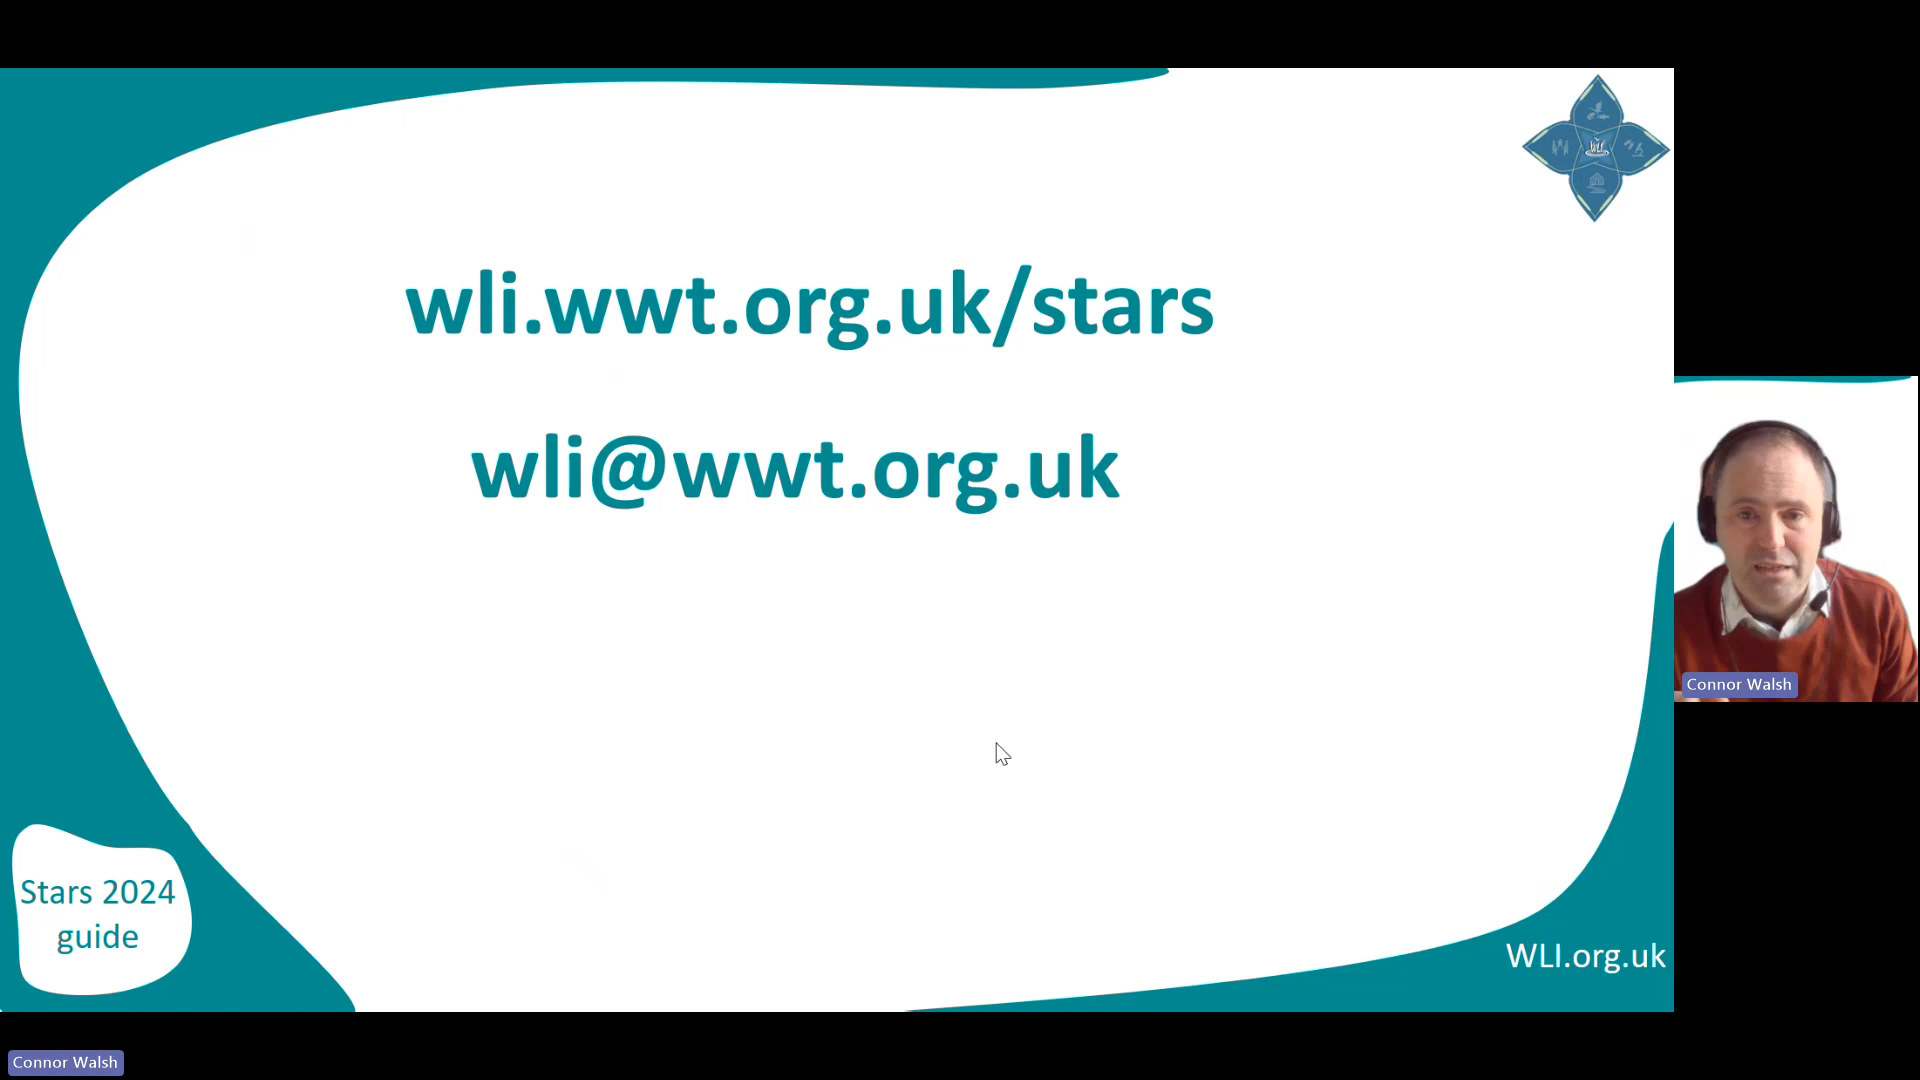 wli.wwt.org.uk/stars
wli@wwt.org.uk
Stars 2024
guide
WLI.org.uk
WLI
Connor Walsh
Connor Walsh